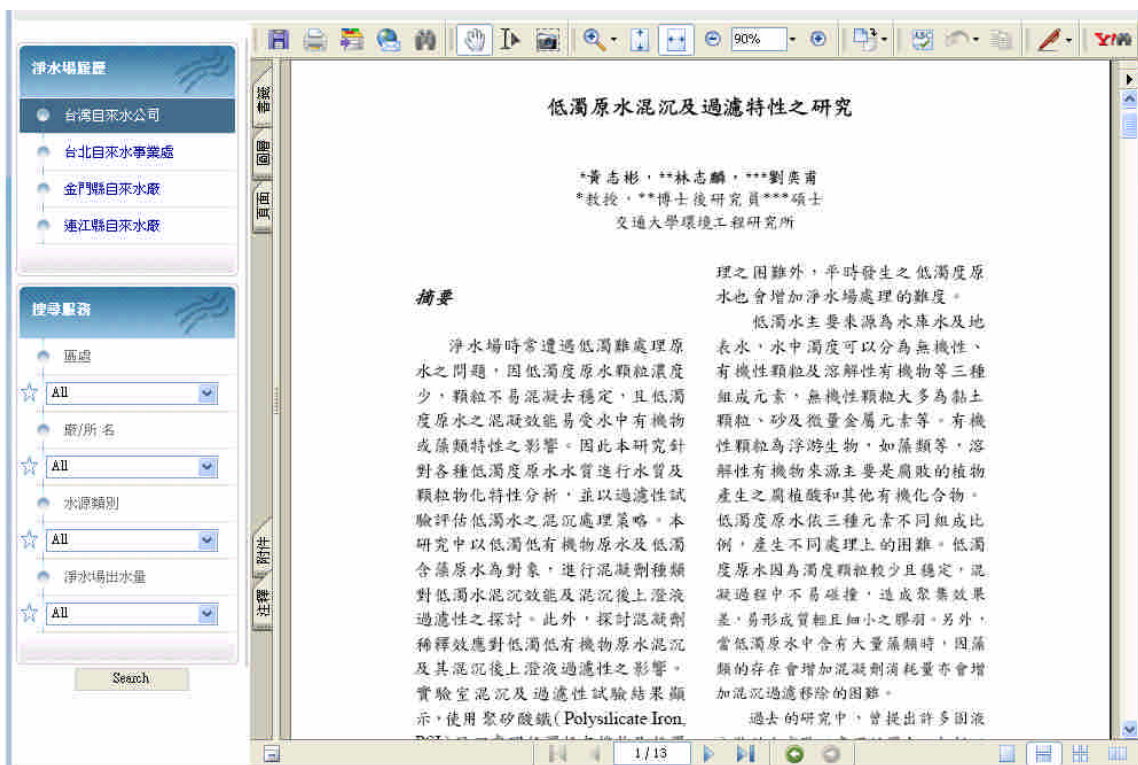 淨水場履歷
台灣自來水公司
台北自來水事業處
金門縣自來水廠
連江縣自來水廠
搜尋服務
區處
All
廠/所 名
All
水源類別
All
淨水場出水量
All
Search
90%
Y!
書籤
圖層
頁面
附件
注釋
低濁原水混沉及過濾特性之研究
*黃志彬，**林志麟，***劉奕甫
*教授，**博士後研究員***碩士
交通大學環境工程研究所
摘要
淨水場時常遭遇低濁難處理原
水之問題，因低濁度原水顆粒濃度
少，顆粒不易混凝去穩定，且低濁
度原水之混凝效能易受水中有機物
或藻類特性之影響。因此本研究針
對各種低濁度原水水質進行水質及
顆粒物化特性分析，並以過濾性試
驗評估低濁水之混沉處理策略。本
研究中以低濁低有機物原水及低濁
含藻原水為對象，進行混凝劑種類
對低濁水混沉效能及混沉後上澄液
過濾性之探討。此外，探討混凝劑
稀釋效應對低濁低有機物原水混沉
及其混沉後上澄液過濾性之影響。
實驗室混沉及過濾性試驗結果顯
示，使用聚矽酸鐵(Polysilicate Iron,
理之困難外，平時發生之低濁度原
水也會增加淨水場處理的難度。
低濁水主要來源為水庫水及地
表水，水中濁度可以分為無機性、
有機性顆粒及溶解性有機物等三種
組成元素，無機性顆粒大多為黏土
顆粒、砂及微量金屬元素等。有機
性顆粒為浮游生物，如藻類等，溶
解性有機物來源主要是腐敗的植物
產生之腐植酸和其他有機化合物。
低濁度原水依三種元素不同組成比
例，產生不同處理上的困難。低濁
度原水因為濁度顆粒較少且穩定，混
凝過程中不易碰撞，造成聚集效果
差，易形成質輕且細小之膠羽。另外，
當低濁原水中含有大量藻類時，因藻
類的存在會增加混凝劑消耗量亦會增
加混沉過濾移除的困難。
過去的研究中，曾提出許多固液
1/13